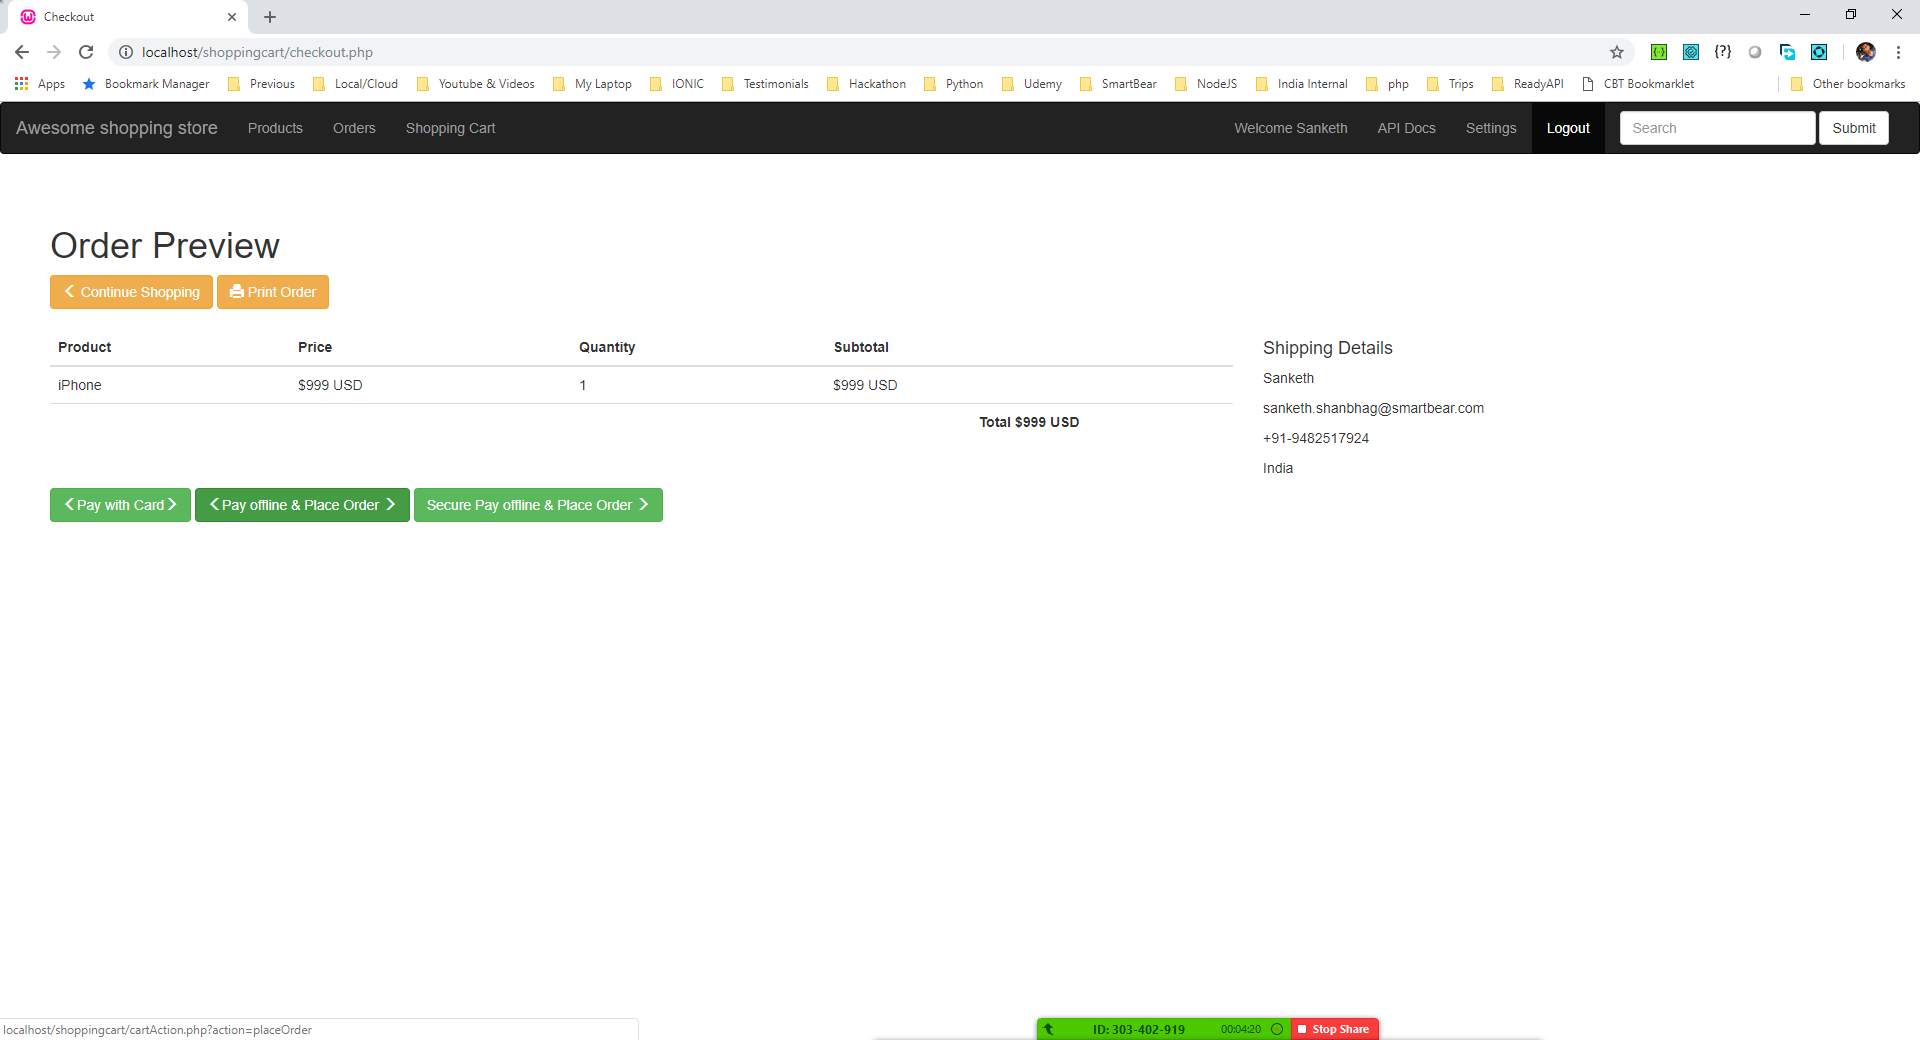 Checkout
localhost/shoppingcart/checkout.php
Apps Bookmark Manager Previous Local/Cloud Youtube & Videos My Laptop IONIC Testimonials Hackathon Python Udemy SmartBear NodeJS India Internal php Trips ReadyAPI CBT Bookmarklet Other bookmarks
Awesome shopping store Products Orders Shopping Cart Welcome Sanketh API Docs Settings Logout Search Submit
Order Preview
Continue Shopping Print Order
Product Price Quantity Subtotal
iPhone $999 USD 1 $999 USD
Total $999 USD
Shipping Details
Sanketh
sanketh.shanbhag@smartbear.com
+91-9482517924
India
Pay with Card Pay offline & Place Order Secure Pay offline & Place Order
localhost/shoppingcart/cartAction.php?action=placeOrder
ID: 303-402-919 00:04:20 Stop Share